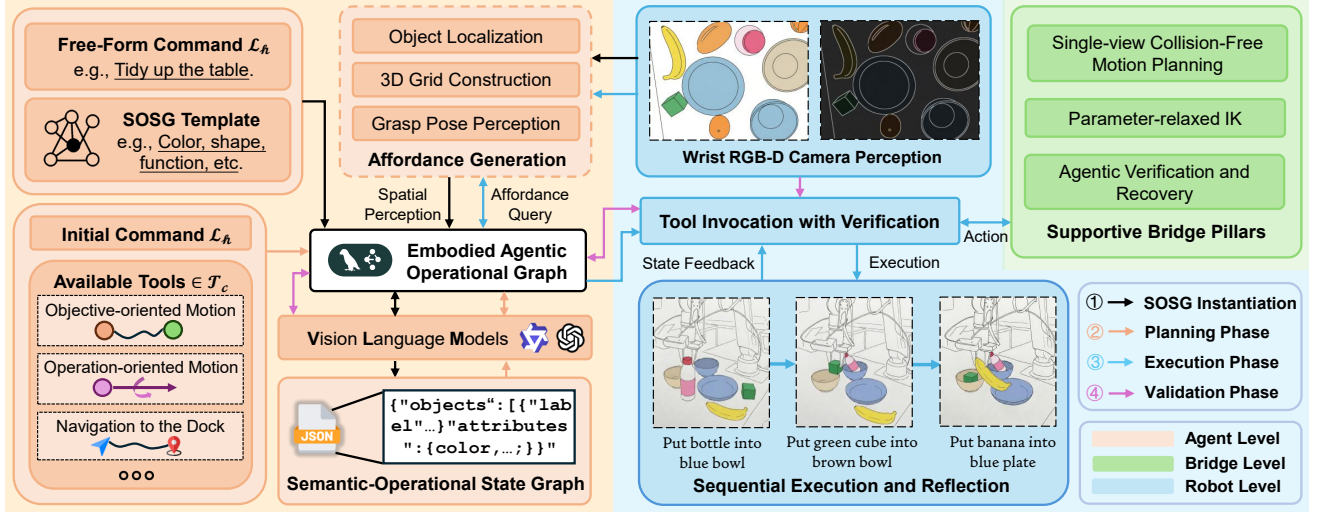 Free-Form Command ℒₕ
e.g., Tidy up the table.
SOSG Template
e.g., Color, shape,
function, etc.
Initial Command ℒₕ
Available Tools ∈ 𝒯_c
Objective-oriented Motion
Operation-oriented Motion
Navigation to the Dock
Object Localization
3D Grid Construction
Grasp Pose Perception
Affordance Generation
Spatial
Perception
Affordance
Query
Embodied Agentic
Operational Graph
Vision Language Models
JSON
{"objects“:[{"lab
el"…}"attributes
":{color,…;}}"
Semantic-Operational State Graph
Wrist RGB-D Camera Perception
Tool Invocation with Verification
State Feedback
Execution
Action
Put bottle into
blue bowl
Put green cube into
brown bowl
Put banana into
blue plate
Sequential Execution and Reflection
Single-view Collision-Free
Motion Planning
Parameter-relaxed IK
Agentic Verification and
Recovery
Supportive Bridge Pillars
① SOSG Instantiation
② Planning Phase
③ Execution Phase
④ Validation Phase
Agent Level
Bridge Level
Robot Level